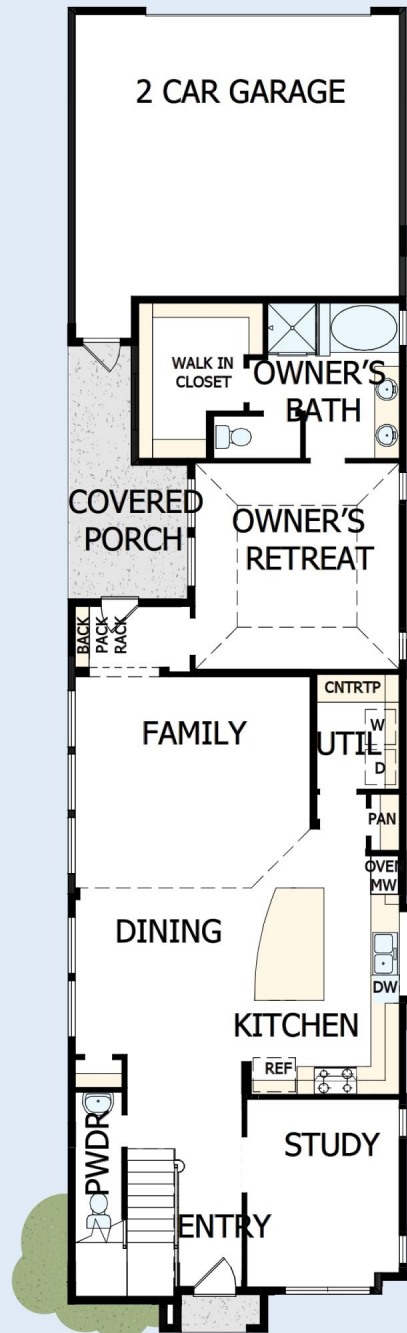 2 CAR GARAGE
WALK IN
CLOSET
OWNER'S
BATH
COVERED
PORCH
OWNER'S
RETREAT
BACK
PACK
RACK
CNTRTP
FAMILY
W
UTIL
D
PAN
OVEN
MW
DINING
DW
KITCHEN
REF
PWDR
STUDY
ENTRY